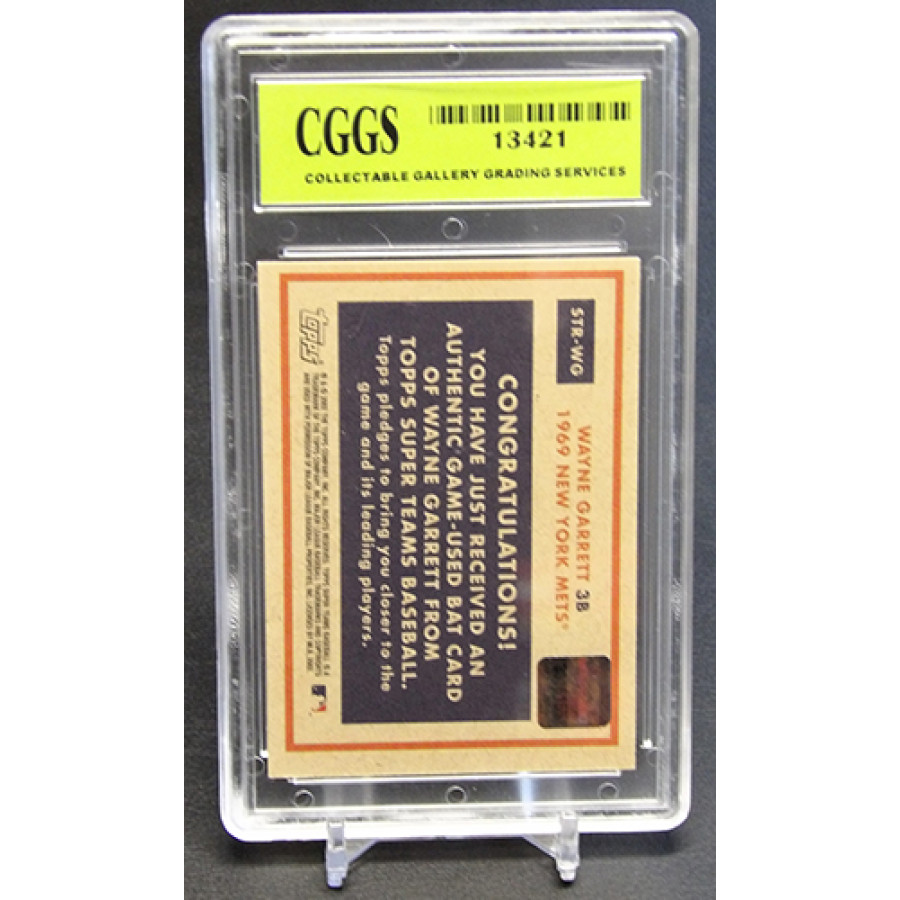 CGGS
13421
COLLECTABLE GALLERY GRADING SERVICES
STR-WG
WAYNE GARRETT 3B
1969 NEW YORK METS®
CONGRATULATIONS!
YOU HAVE JUST RECEIVED AN
AUTHENTIC GAME-USED BAT CARD
OF WAYNE GARRETT FROM
TOPPS SUPER TEAMS BASEBALL.
Topps pledges to bring you closer to the
game and its leading players.
Topps